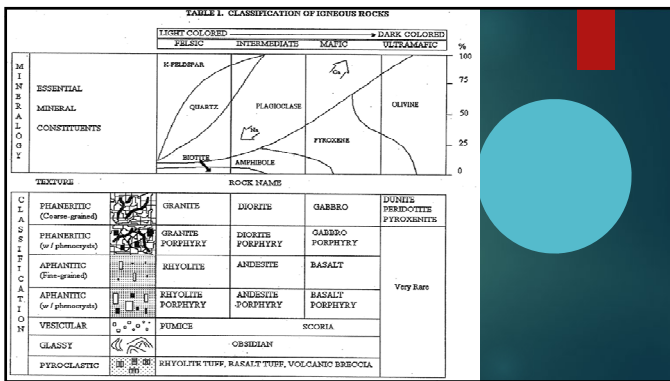 TABLE 1. CLASSIFICATION OF IGNEOUS ROCKS
LIGHT COLORED DARK COLORED
FELSIC INTERMEDIATE MAFIC ULTRAMAFIC %
MINERALOGY
ESSENTIAL
MINERAL
CONSTITUENTS
K-FELDSPAR
QUARTZ
PLAGIOCLASE
Ca
Na
OLIVINE
PYROXENE
BIOTITE
AMPHIBOLE
100
75
50
25
0
TEXTURE ROCK NAME
CLASSIFICATION
PHANERITIC
(Coarse-grained)
GRANITE DIORITE GABBRO
DUNITE
PERIDOTITE
PYROXENITE
PHANERITIC
(w/ phenocrysts)
GRANITE
PORPHYRY
DIORITE
PORPHYRY
GABBRO
PORPHYRY
APHANITIC
(Fine-grained)
RHYOLITE ANDESITE BASALT
Very Rare
APHANITIC
(w/ phenocrysts)
RHYOLITE
PORPHYRY
ANDESITE
PORPHYRY
BASALT
PORPHYRY
VESICULAR PUMICE SCORIA
GLASSY OBSIDIAN
PYROCLASTIC RHYOLITE TUFF, BASALT TUFF, VOLCANIC BRECCIA